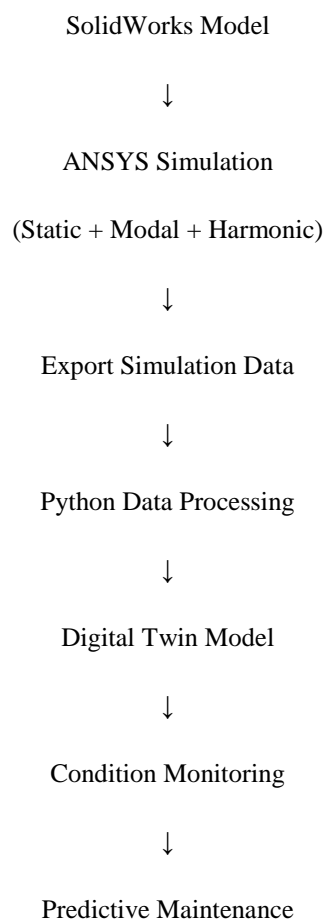 SolidWorks Model
↓
ANSYS Simulation
(Static + Modal + Harmonic)
↓
Export Simulation Data
↓
Python Data Processing
↓
Digital Twin Model
↓
Condition Monitoring
↓
Predictive Maintenance